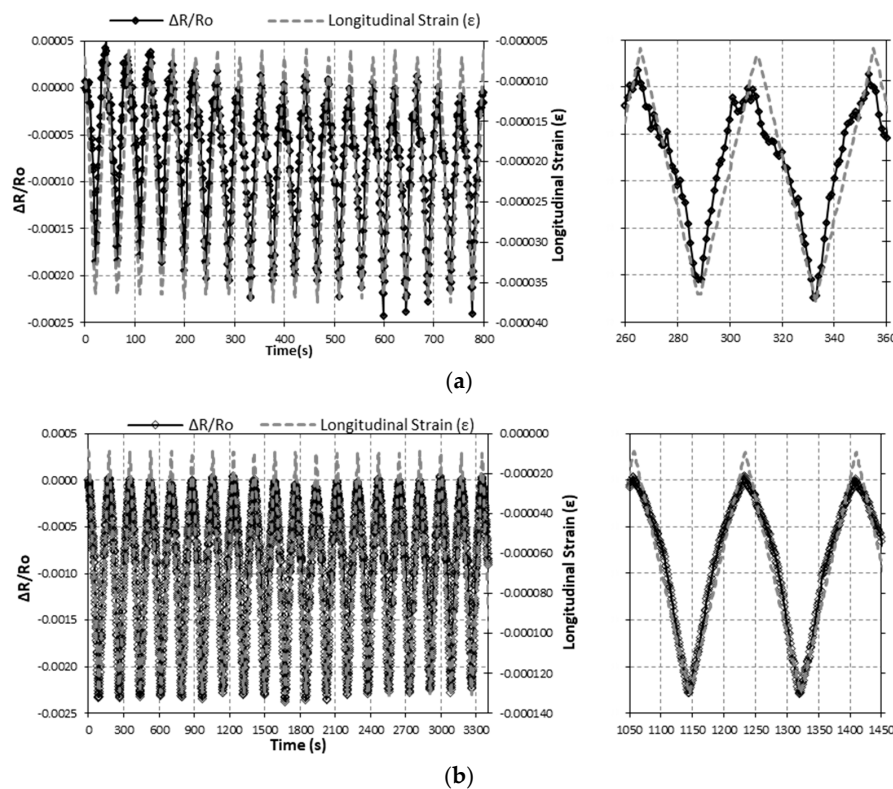 ΔR/Ro Longitudinal Strain (ε)
0.00005 -0.000005
0.00000 -0.000010
-0.00005 -0.000015
-0.00010 -0.000020
-0.00015 -0.000025
-0.00020 -0.000030
-0.00025 -0.000035
-0.000040
ΔR/Ro
Longitudinal Strain (ε)
0 100 200 300 400 500 600 700 800
Time(s)
260 280 300 320 340 360
(a)
ΔR/Ro Longitudinal Strain (ε)
0.0005 0.000000
0.0000 -0.000020
-0.0005 -0.000040
-0.0010 -0.000060
-0.0015 -0.000080
-0.0020 -0.000100
-0.0025 -0.000120
-0.000140
ΔR/Ro
Longitudinal Strain (ε)
0 300 600 900 1200 1500 1800 2100 2400 2700 3000 3300
Time (s)
1050 1100 1150 1200 1250 1300 1350 1400 1450
(b)